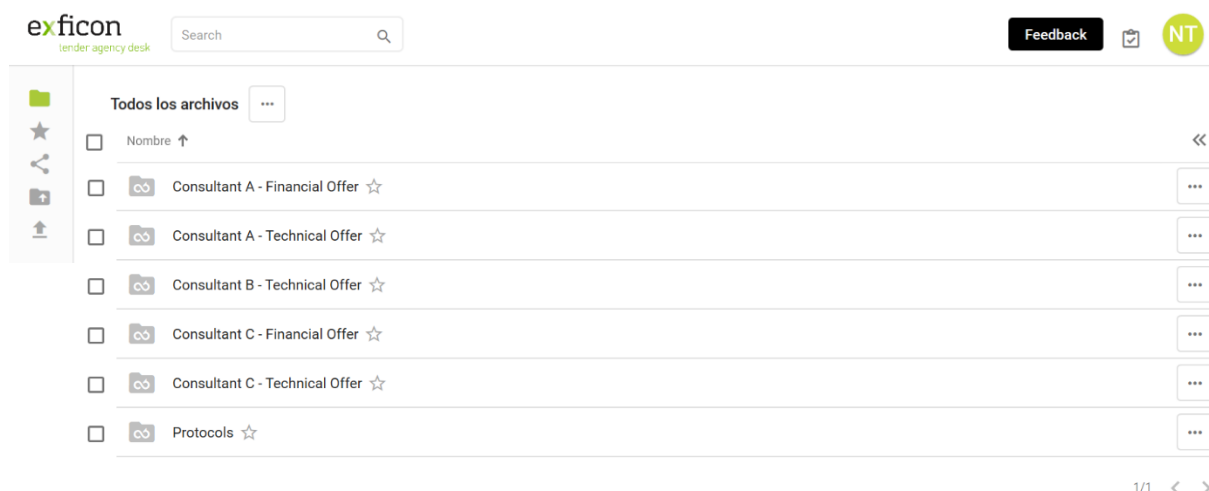 exficon
tender agency desk
Search
Feedback
NT
Todos los archivos ...
Nombre
Consultant A - Financial Offer
Consultant A - Technical Offer
Consultant B - Technical Offer
Consultant C - Financial Offer
Consultant C - Technical Offer
Protocols
1/1